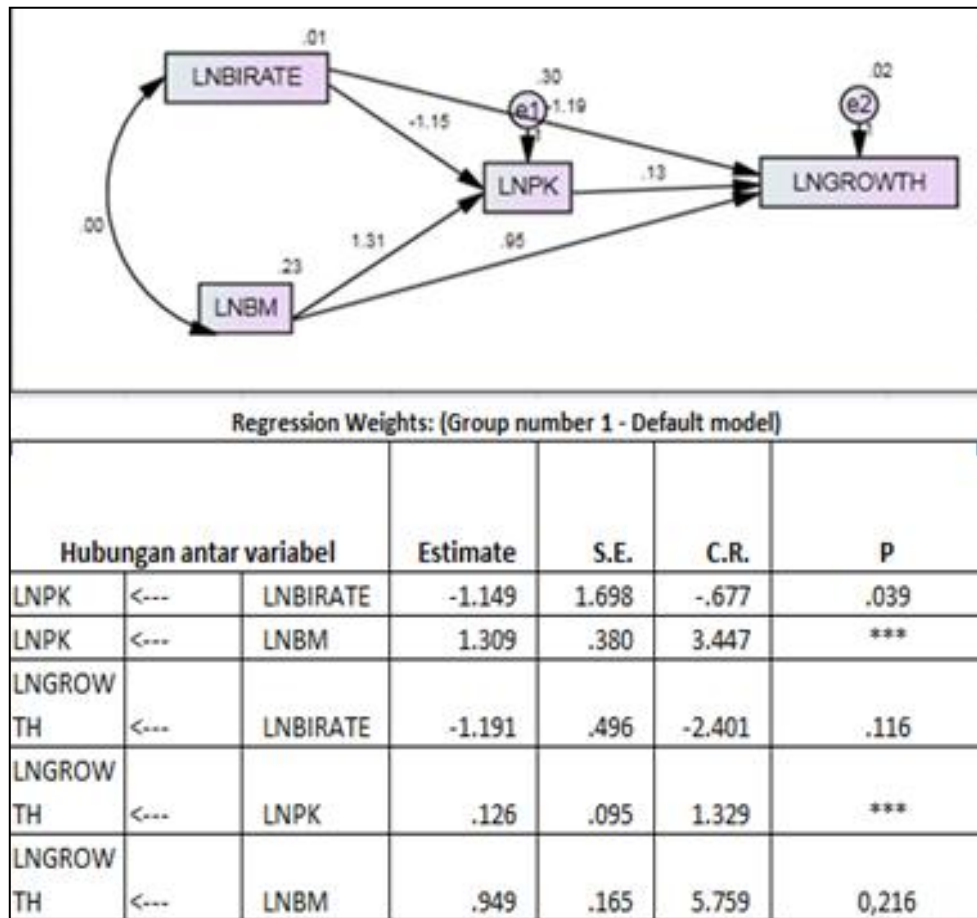 .01
LNBIRATE
.30
e1
-1.19
.02
e2
-1.15
LNPK
.13
LNGROWTH
.00
1.31
.95
.23
LNBM
Regression Weights: (Group number 1 - Default model)
Hubungan antar variabel Estimate S.E. C.R. P
LNPK <--- LNBIRATE -1.149 1.698 -.677 .039
LNPK <--- LNBM 1.309 .380 3.447 ***
LNGROW
TH <--- LNBIRATE -1.191 .496 -2.401 .116
LNGROW
TH <--- LNPK .126 .095 1.329 ***
LNGROW
TH <--- LNBM .949 .165 5.759 0,216